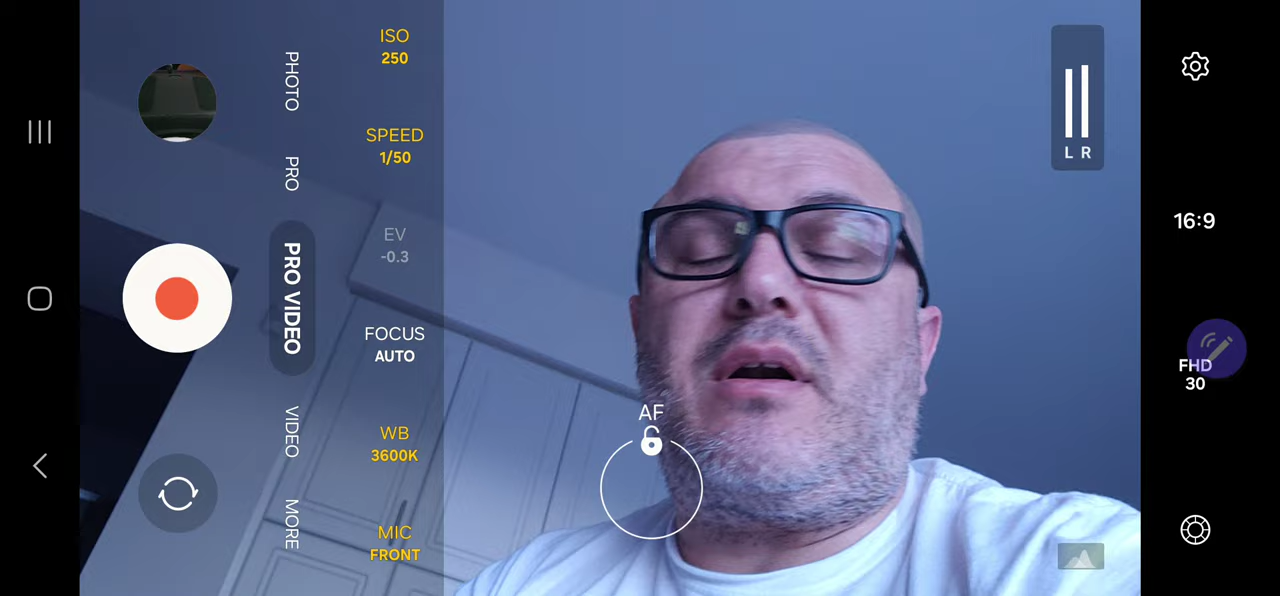 PHOTO
PRO
PRO VIDEO
VIDEO
MORE
ISO
250
SPEED
1/50
EV
-0.3
FOCUS
AUTO
WB
3600K
MIC
FRONT
AF
L R
16:9
FHD
30